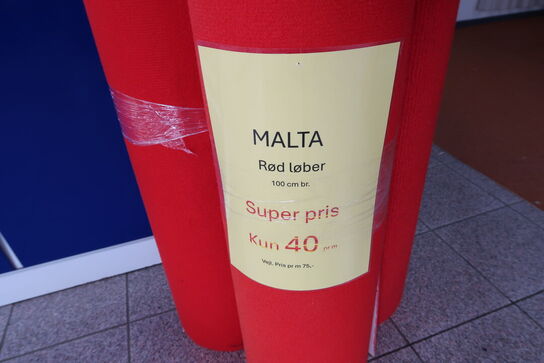 MALTA
Rød løber
100 cm br.
Super pris
Kun 40 pr m
Vejl. Pris pr m 75,-